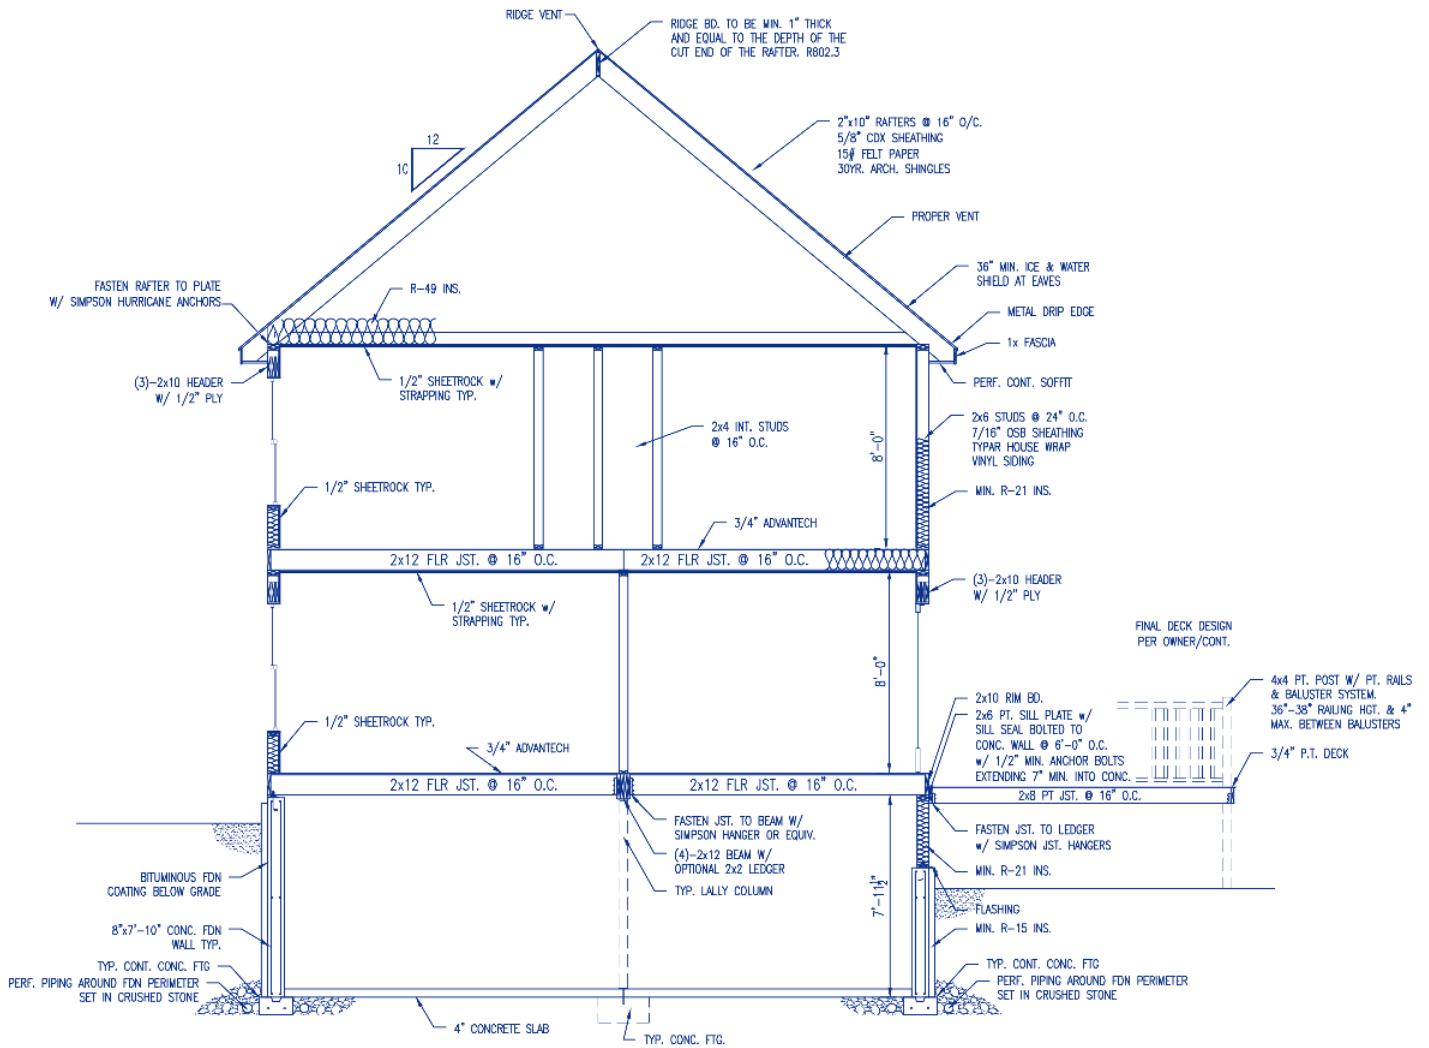 RIDGE VENT
RIDGE BD. TO BE MIN. 1" THICK
AND EQUAL TO THE DEPTH OF THE
CUT END OF THE RAFTER. R802.3
12
10
2"x10" RAFTERS @ 16" O/C.
5/8" CDX SHEATHING
15# FELT PAPER
30YR. ARCH. SHINGLES
PROPER VENT
36" MIN. ICE & WATER
SHIELD AT EAVES
METAL DRIP EDGE
1x FASCIA
PERF. CONT. SOFFIT
FASTEN RAFTER TO PLATE
W/ SIMPSON HURRICANE ANCHORS
R-49 INS.
(3)-2x10 HEADER
W/ 1/2" PLY
1/2" SHEETROCK w/
STRAPPING TYP.
2x4 INT. STUDS
@ 16" O.C.
8'-0"
2x6 STUDS @ 24" O.C.
7/16" OSB SHEATHING
TYPAR HOUSE WRAP
VINYL SIDING
MIN. R-21 INS.
1/2" SHEETROCK TYP.
3/4" ADVANTECH
2x12 FLR JST. @ 16" O.C.
2x12 FLR JST. @ 16" O.C.
1/2" SHEETROCK w/
STRAPPING TYP.
(3)-2x10 HEADER
W/ 1/2" PLY
FINAL DECK DESIGN
PER OWNER/CONT.
8'-0"
4x4 PT. POST W/ PT. RAILS
& BALUSTER SYSTEM.
36"-38" RAILING HGT. & 4"
MAX. BETWEEN BALUSTERS
3/4" P.T. DECK
2x10 RIM BD.
2x6 PT. SILL PLATE w/
SILL SEAL BOLTED TO
CONC. WALL @ 6'-0" O.C.
w/ 1/2" MIN. ANCHOR BOLTS
EXTENDING 7" MIN. INTO CONC.
1/2" SHEETROCK TYP.
3/4" ADVANTECH
2x12 FLR JST. @ 16" O.C.
2x12 FLR JST. @ 16" O.C.
2x8 PT JST. @ 16" O.C.
FASTEN JST. TO BEAM W/
SIMPSON HANGER OR EQUIV.
(4)-2x12 BEAM W/
OPTIONAL 2x2 LEDGER
TYP. LALLY COLUMN
FASTEN JST. TO LEDGER
w/ SIMPSON JST. HANGERS
MIN. R-21 INS.
7'-11 1/2"
FLASHING
MIN. R-15 INS.
BITUMINOUS FDN
COATING BELOW GRADE
8"x7'-10" CONC. FDN
WALL TYP.
TYP. CONT. CONC. FTG
PERF. PIPING AROUND FDN PERIMETER
SET IN CRUSHED STONE
TYP. CONT. CONC. FTG
PERF. PIPING AROUND FDN PERIMETER
SET IN CRUSHED STONE
4" CONCRETE SLAB
TYP. CONC. FTG.